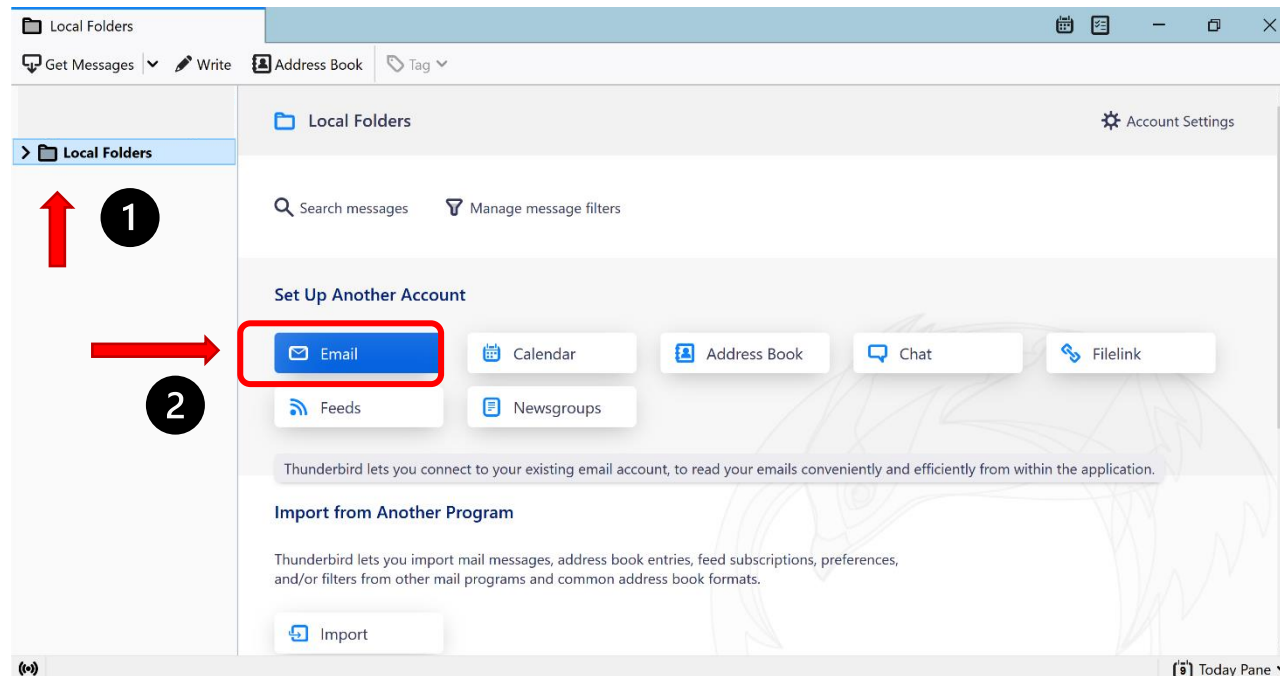 Local Folders
Get Messages Write Address Book Tag
Local Folders Account Settings
Local Folders
1
Search messages Manage message filters
Set Up Another Account
Email Calendar Address Book Chat Filelink
2
Feeds Newsgroups
Thunderbird lets you connect to your existing email account, to read your emails conveniently and efficiently from within the application.
Import from Another Program
Thunderbird lets you import mail messages, address book entries, feed subscriptions, preferences,
and/or filters from other mail programs and common address book formats.
Import
9 Today Pane